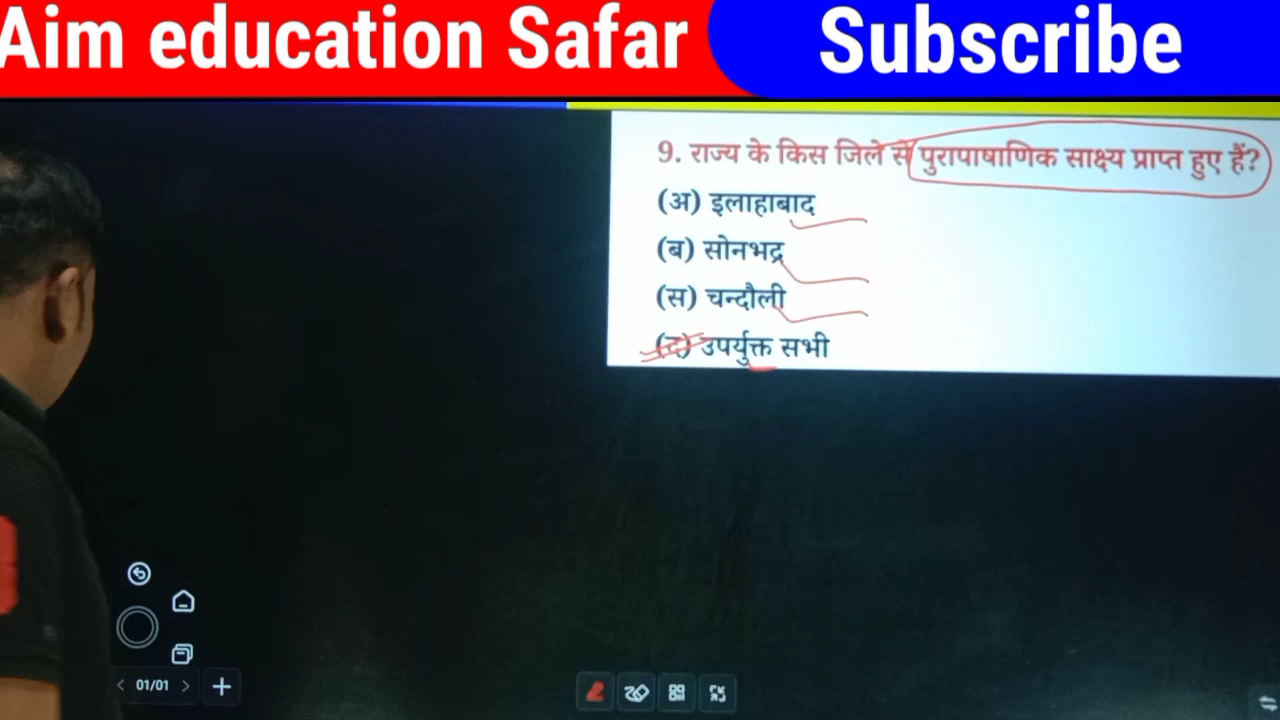 Aim education Safar
Subscribe
9. राज्य के किस जिले से पुरापाषाणिक साक्ष्य प्राप्त हुए हैं?
(अ) इलाहाबाद
(ब) सोनभद्र
(स) चन्दौली
(द) उपर्युक्त सभी
01/01